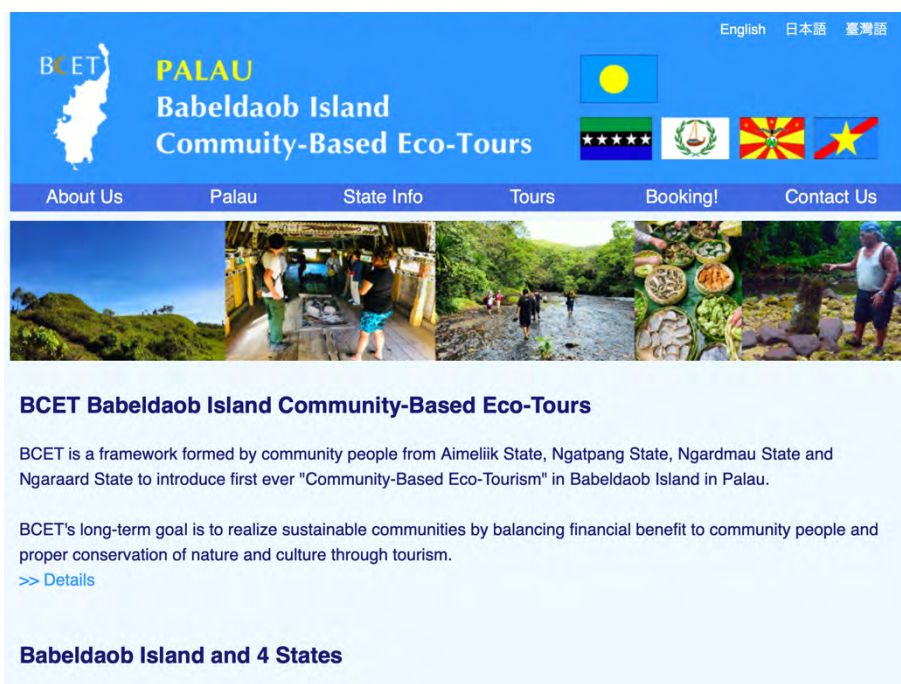 English 日本語 臺灣語
BCET
PALAU
Babeldaob Island
Commuity-Based Eco-Tours
About Us Palau State Info Tours Booking! Contact Us
BCET Babeldaob Island Community-Based Eco-Tours
BCET is a framework formed by community people from Aimeliik State, Ngatpang State, Ngardmau State and
Ngaraard State to introduce first ever "Community-Based Eco-Tourism" in Babeldaob Island in Palau.
BCET's long-term goal is to realize sustainable communities by balancing financial benefit to community people and
proper conservation of nature and culture through tourism.
>> Details
Babeldaob Island and 4 States